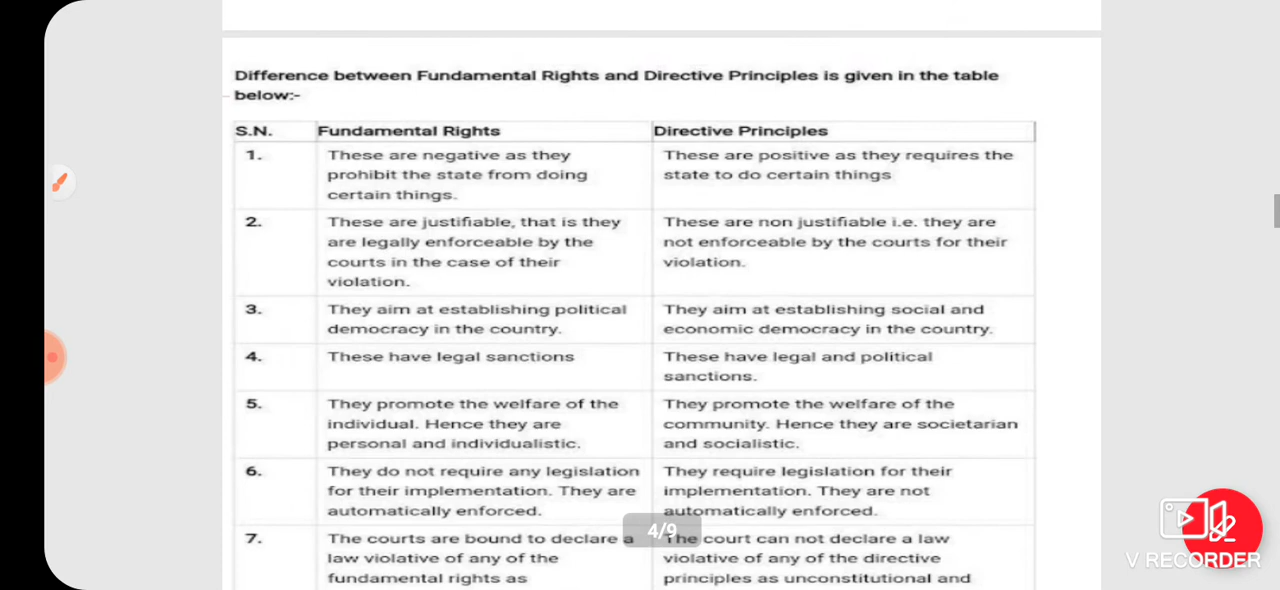 Difference between Fundamental Rights and Directive Principles is given in the table
below:-
S.N. Fundamental Rights Directive Principles
1. These are negative as they
prohibit the state from doing
certain things.
These are positive as they requires the
state to do certain things
2. These are justifiable, that is they
are legally enforceable by the
courts in the case of their
violation.
These are non justifiable i.e. they are
not enforceable by the courts for their
violation.
3. They aim at establishing political
democracy in the country.
They aim at establishing social and
economic democracy in the country.
4. These have legal sanctions
These have legal and political
sanctions.
5. They promote the welfare of the
individual. Hence they are
personal and individualistic.
They promote the welfare of the
community. Hence they are societarian
and socialistic.
6. They do not require any legislation
for their implementation. They are
automatically enforced.
They require legislation for their
implementation. They are not
automatically enforced.
7. The courts are bound to declare a
law violative of any of the
fundamental rights as
The court can not declare a law
violative of any of the directive
principles as unconstitutional and
4/9
V RECORDER